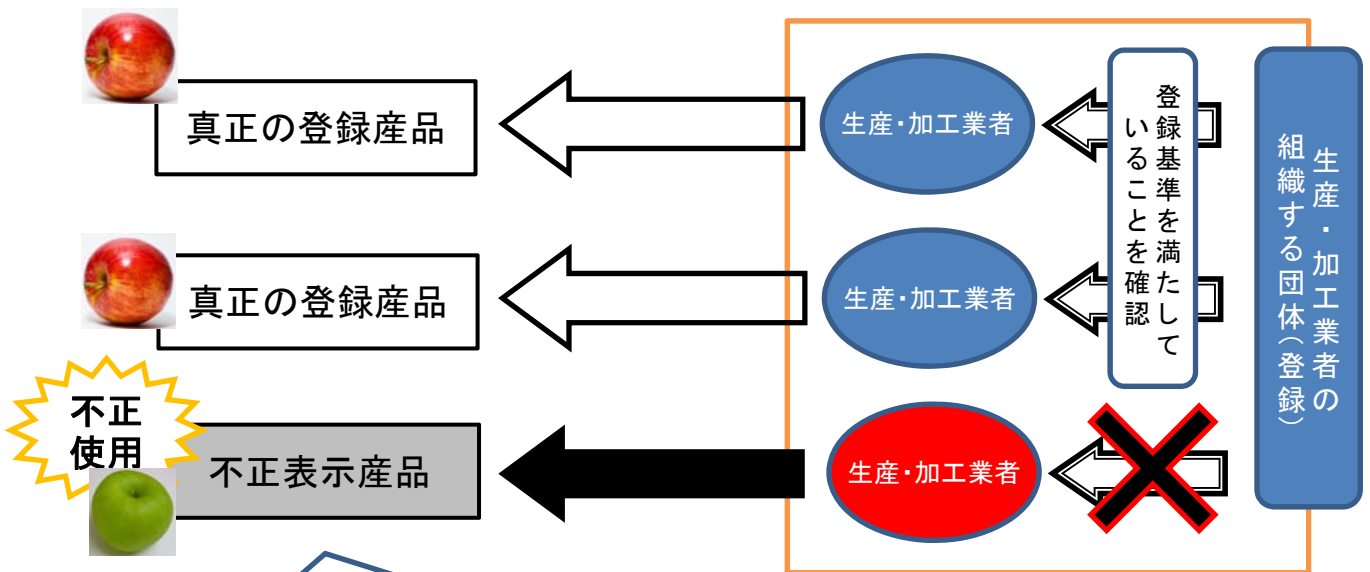 真正の登録産品
生産・加工業者
登録基準を満たして
いることを確認
生産・加工業者の
組織する団体(登録)
真正の登録産品
生産・加工業者
不正
使用
不正表示産品
生産・加工業者